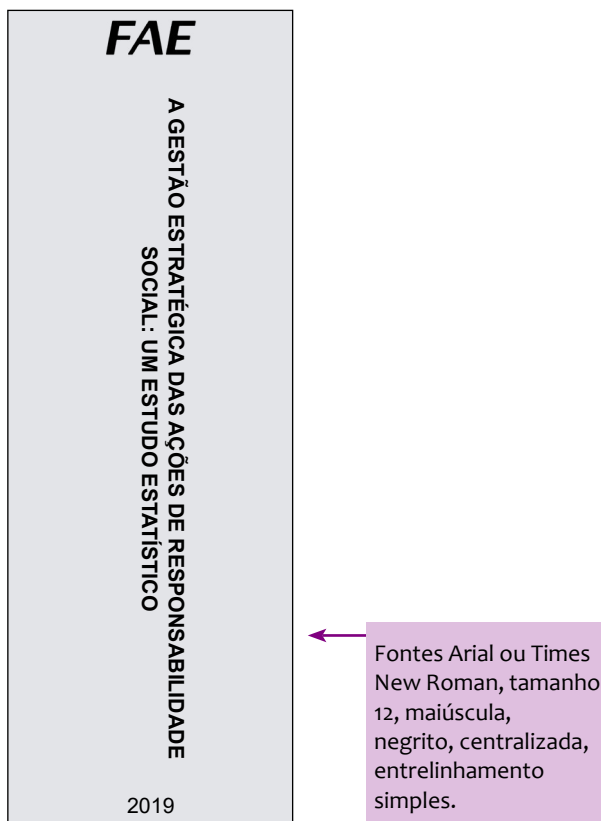 FAE
A GESTÃO ESTRATÉGICA DAS AÇÕES DE RESPONSABILIDADE
SOCIAL: UM ESTUDO ESTATÍSTICO
2019
Fontes Arial ou Times
New Roman, tamanho
12, maiúscula,
negrito, centralizada,
entrelinhamento
simples.